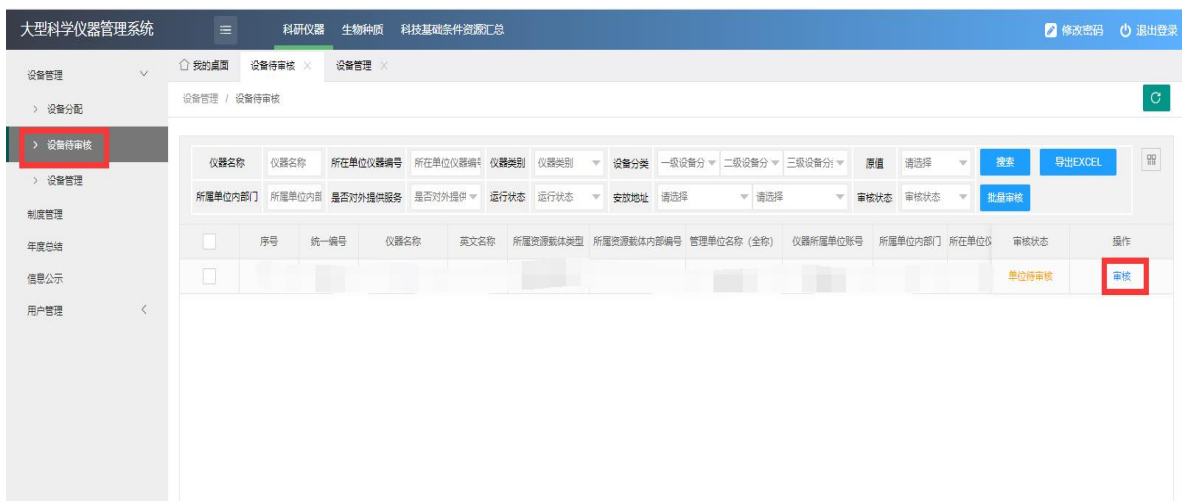 大型科学仪器管理系统 科研仪器 生物种质 科技基础条件资源汇总 修改密码 退出登录
设备管理 我的桌面 设备待审核 设备管理
设备管理 / 设备待审核
设备分配
设备待审核
仪器名称 仪器名称 所在单位仪器编号 所在单位仪器编号 仪器类别 仪器类别 设备分类 一级设备分 二级设备分 三级设备分 原值 请选择 搜索 导出EXCEL
设备管理
所属单位内部门 所属单位内部 是否对外提供服务 是否对外提供 运行状态 运行状态 安放地址 请选择 请选择 审核状态 审核状态 批量审核
制度管理
年度总结
序号 统一编号 仪器名称 英文名称 所属资源载体类型 所属资源载体内部编号 管理单位名称（全称） 仪器所属单位账号 所属单位内部门 所在单位仪 审核状态 操作
信息公示
单位待审核 审核
用户管理